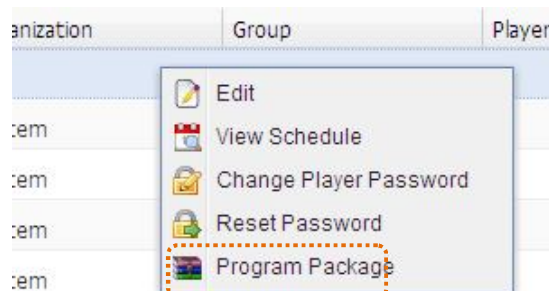 anization Group Player
Edit
tem View Schedule
tem Change Player Password
tem Reset Password
tem Program Package